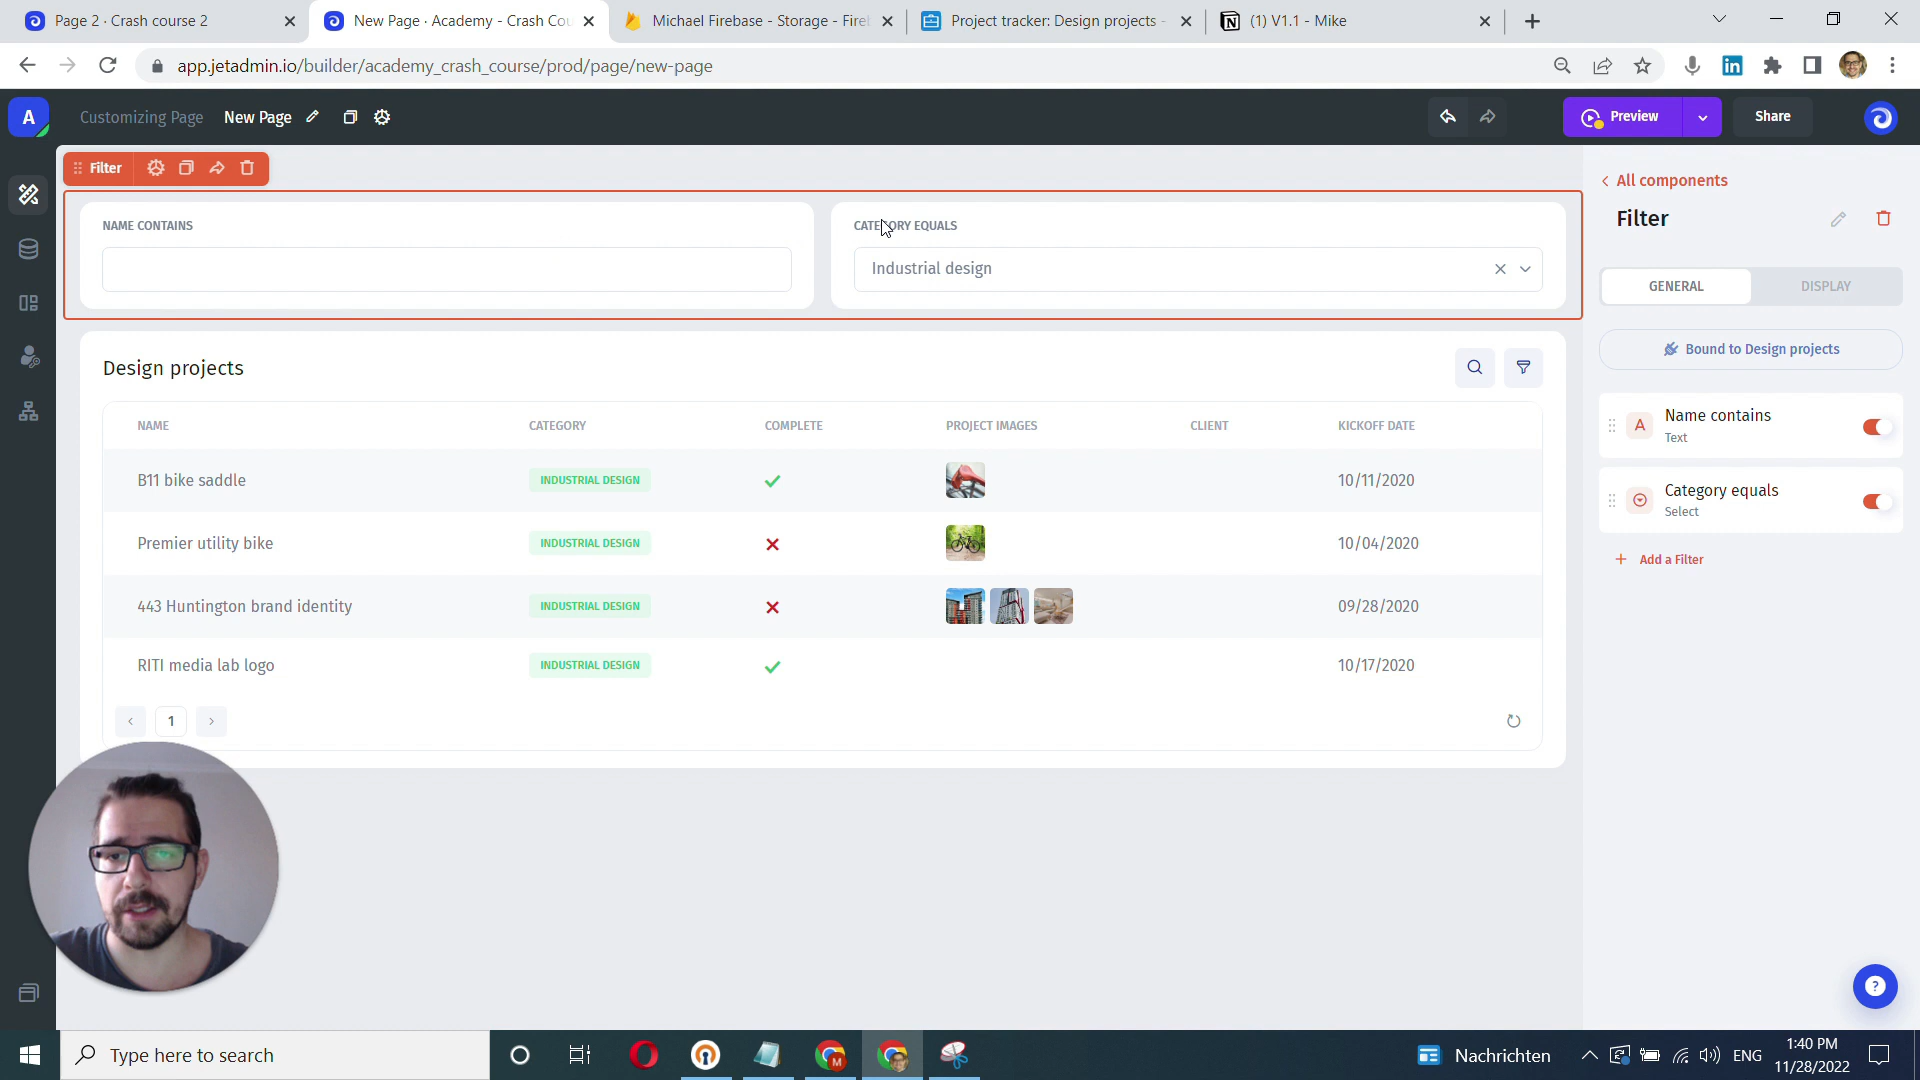 Page 2 · Crash course 2
New Page · Academy - Crash Cou
Michael Firebase - Storage - Fireb
Project tracker: Design projects -
(1) V1.1 - Mike
app.jetadmin.io/builder/academy_crash_course/prod/page/new-page
A
Customizing Page
New Page
Preview
Share
Filter
All components
Filter
NAME CONTAINS
CATEGORY EQUALS
Industrial design
GENERAL
DISPLAY
Bound to Design projects
Design projects
A
Name contains
Text
Category equals
Select
Add a Filter
NAME
CATEGORY
COMPLETE
PROJECT IMAGES
CLIENT
KICKOFF DATE
B11 bike saddle
INDUSTRIAL DESIGN
10/11/2020
Premier utility bike
INDUSTRIAL DESIGN
10/04/2020
443 Huntington brand identity
INDUSTRIAL DESIGN
09/28/2020
RITI media lab logo
INDUSTRIAL DESIGN
10/17/2020
1
?
Type here to search
M
Nachrichten
ENG
1:40 PM
11/28/2022